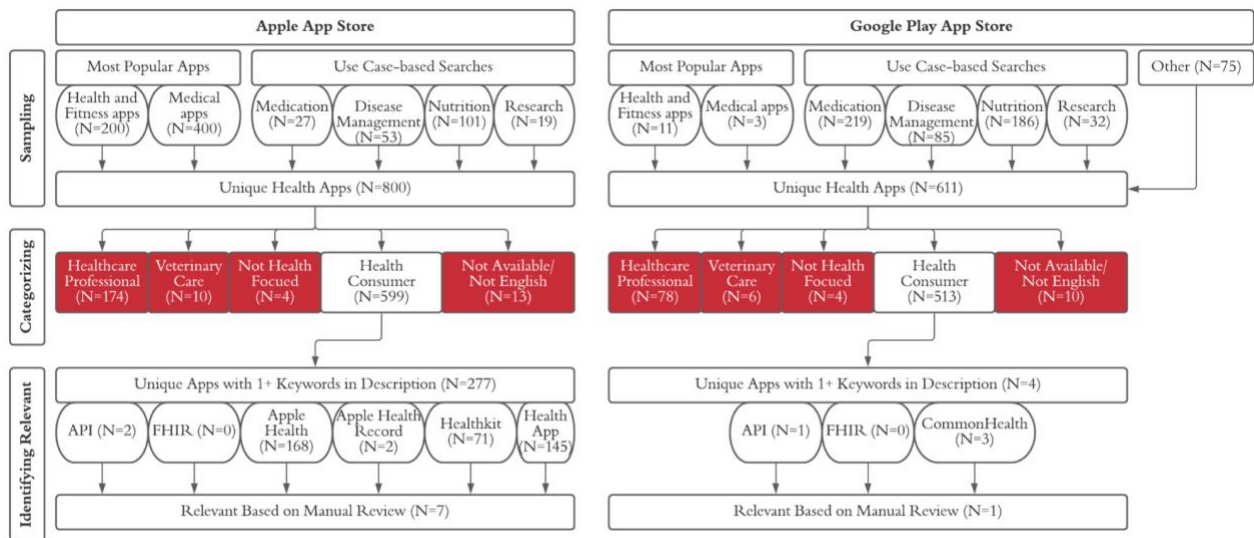 Apple App Store
Google Play App Store
Sampling
Most Popular Apps
Use Case-based Searches
Most Popular Apps
Use Case-based Searches
Other (N=75)
Health and
Fitness apps
(N=200)
Medical
apps
(N=400)
Medication
(N=27)
Disease
Management
(N=53)
Nutrition
(N=101)
Research
(N=19)
Health and
Fitness apps
(N=11)
Medical apps
(N=3)
Medication
(N=219)
Disease
Management
(N=85)
Nutrition
(N=186)
Research
(N=32)
Unique Health Apps (N=800)
Unique Health Apps (N=611)
Categorizing
Healthcare
Professional
(N=174)
Veterinary
Care
(N=10)
Not Health
Focued
(N=4)
Health
Consumer
(N=599)
Not Available/
Not English
(N=13)
Healthcare
Professional
(N=78)
Veterinary
Care
(N=6)
Not Health
Focued
(N=4)
Health
Consumer
(N=513)
Not Available/
Not English
(N=10)
Identifying Relevant
Unique Apps with 1+ Keywords in Description (N=277)
Unique Apps with 1+ Keywords in Description (N=4)
API (N=2)
FHIR (N=0)
Apple
Health
(N=168)
Apple Health
Record
(N=2)
Healthkit
(N=71)
Health
App
(N=145)
API (N=1)
FHIR (N=0)
CommonHealth
(N=3)
Relevant Based on Manual Review (N=7)
Relevant Based on Manual Review (N=1)